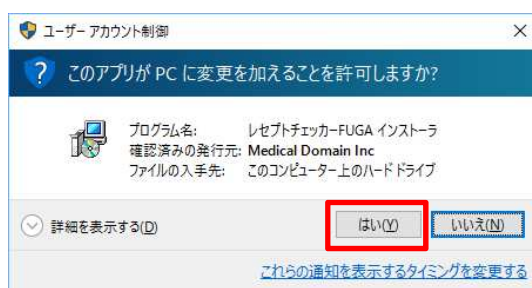 ユーザー アカウント制御
このアプリが PC に変更を加えることを許可しますか?
プログラム名: レセプトチェッカーFUGA インストーラ
確認済みの発行元: Medical Domain Inc
ファイルの入手先: このコンピューター上のハード ドライブ
詳細を表示する(D) はい(Y) いいえ(N)
これらの通知を表示するタイミングを変更する